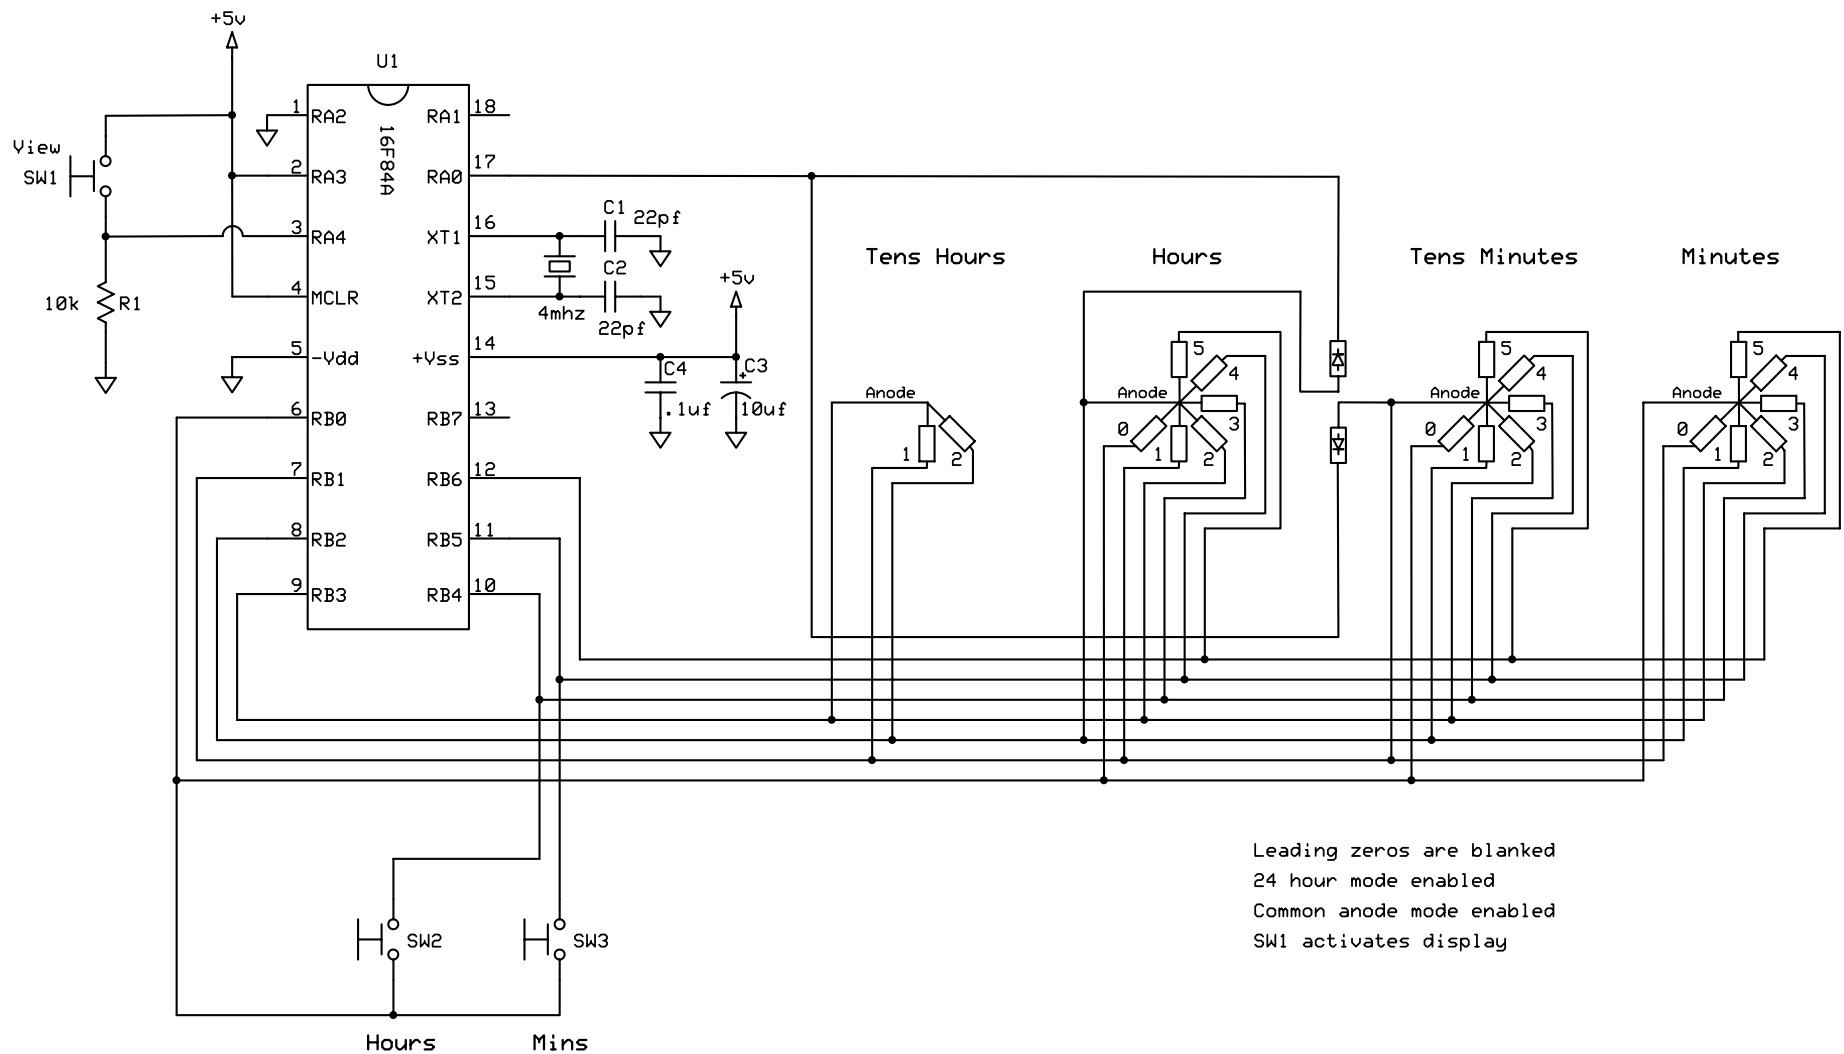 +5v
U1
16F84A
View
SW1
10k R1
1 RA2
2 RA3
3 RA4
4 MCLR
5 -Vdd
6 RB0
7 RB1
8 RB2
9 RB3
RA1 18
RA0 17
XT1 16
XT2 15
+Vss 14
RB7 13
RB6 12
RB5 11
RB4 10
C1 22pf
C2
22pf
4mhz
+5v
C4
.1uf
+ C3
10uf
Tens Hours
Anode
1 2
Hours
Anode
0 1 2 3 4 5
Tens Minutes
Anode
0 1 2 3 4 5
Minutes
Anode
0 1 2 3 4 5
Leading zeros are blanked
24 hour mode enabled
Common anode mode enabled
SW1 activates display
SW2
SW3
Hours
Mins